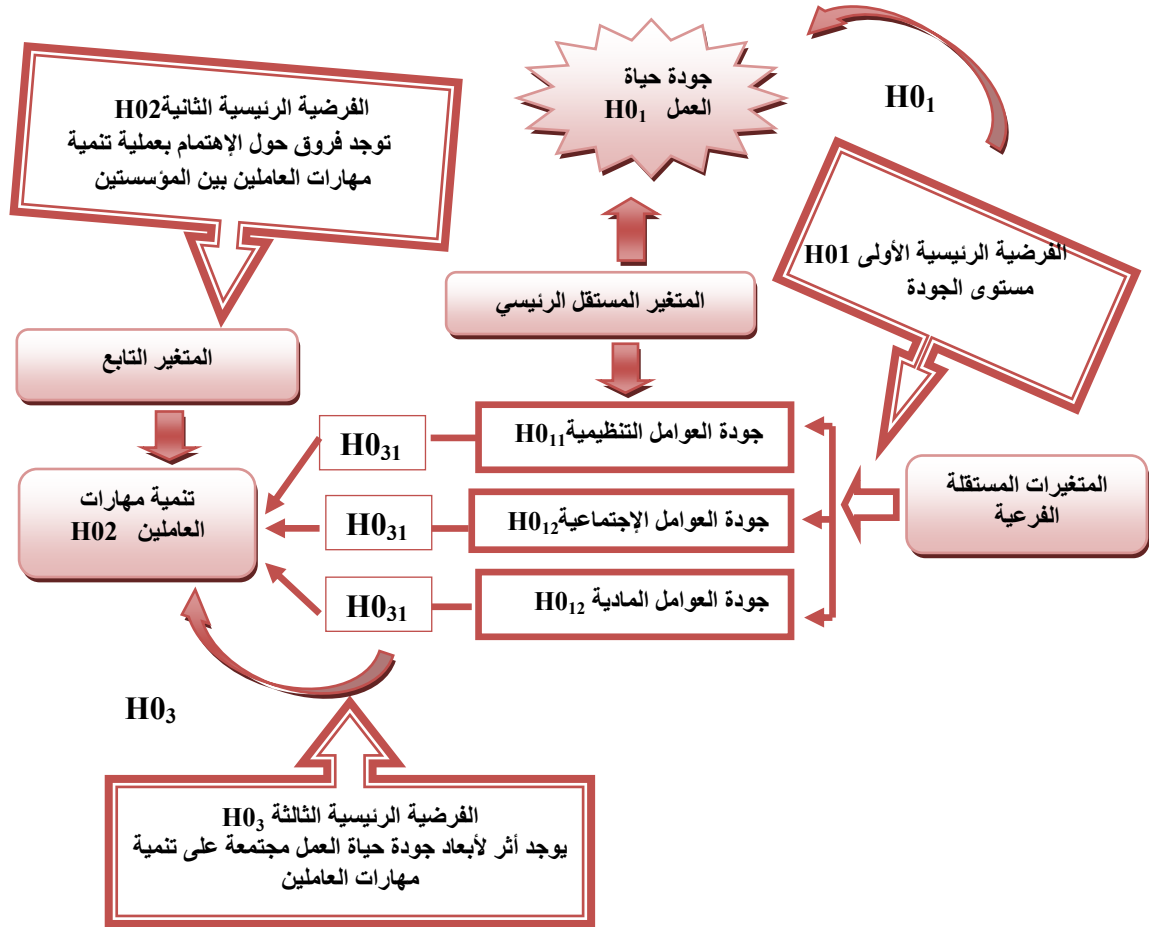 جودة حياة
العمل H0₁
H0₁
الفرضية الرئيسية الثانيةH02
توجد فروق حول الإهتمام بعملية تنمية
مهارات العاملين بين المؤسستين
الفرضية الرئيسية الأولى H01
مستوى الجودة
المتغير المستقل الرئيسي
المتغير التابع
جودة العوامل التنظيميةH0₁₁
H0₃₁
المتغيرات المستقلة
الفرعية
تنمية مهارات
العاملين H02
جودة العوامل الإجتماعيةH0₁₂
H0₃₁
جودة العوامل المادية H0₁₂
H0₃₁
H0₃
الفرضية الرئيسية الثالثة H0₃
يوجد أثر لأبعاد جودة حياة العمل مجتمعة على تنمية
مهارات العاملين